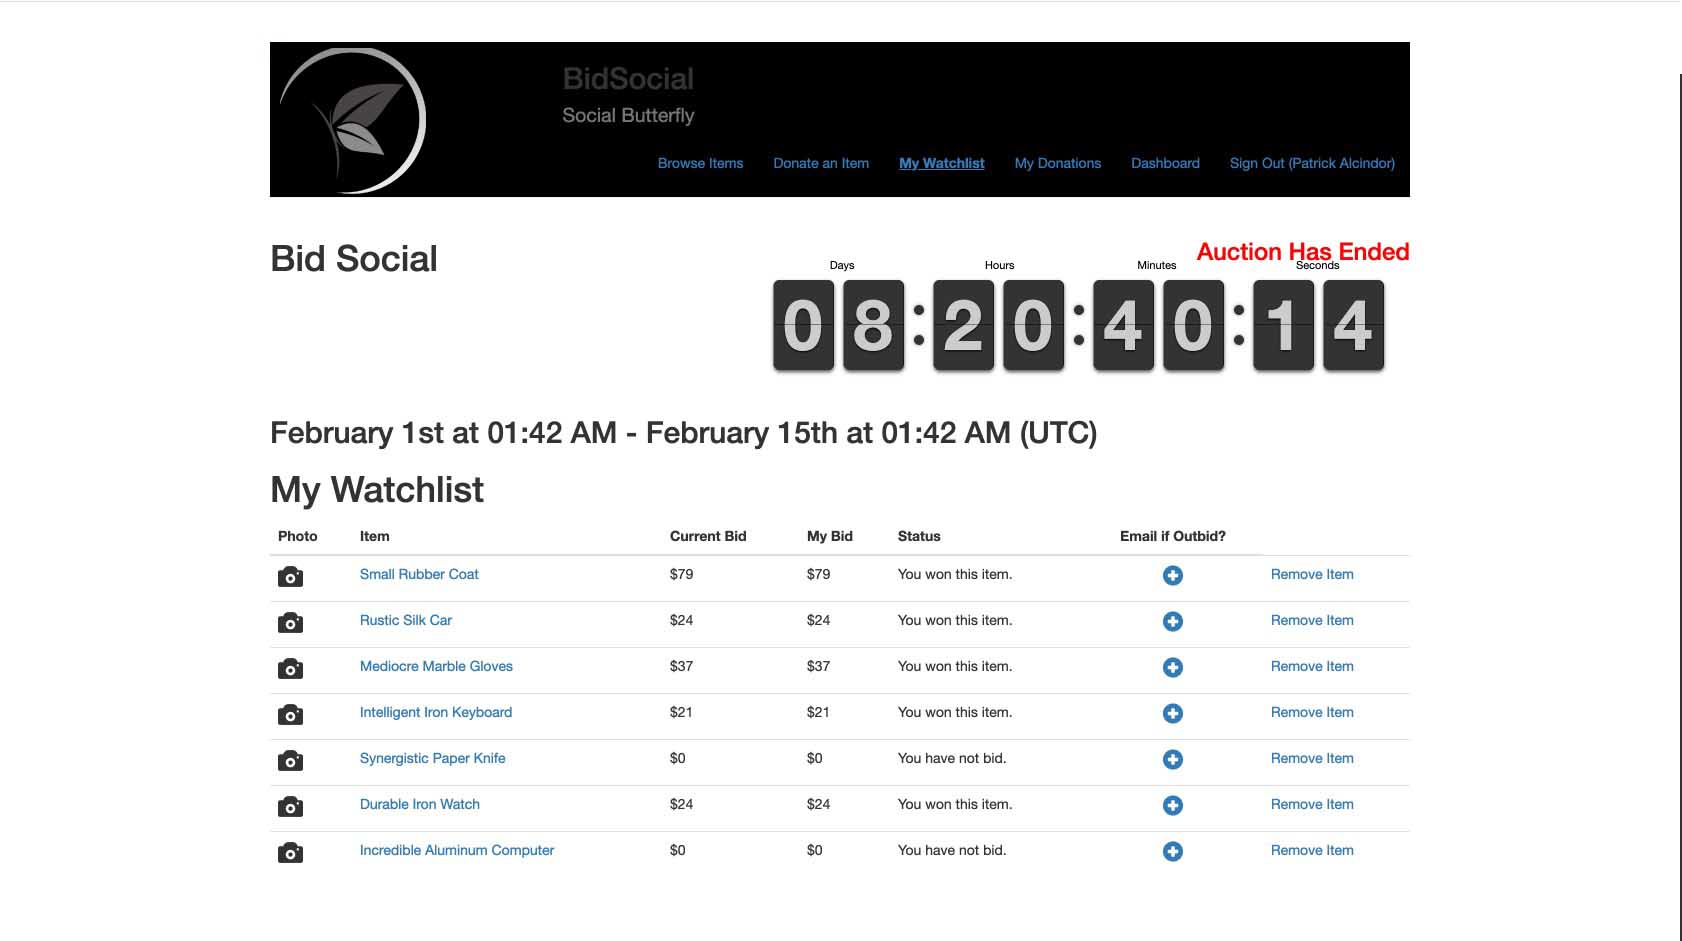 BidSocial
Social Butterfly
Browse Items Donate an Item My Watchlist My Donations Dashboard Sign Out (Patrick Alcindor)
Bid Social
Auction Has Ended
Days Hours Minutes Seconds
08:20:40:14
February 1st at 01:42 AM - February 15th at 01:42 AM (UTC)
My Watchlist
Photo Item Current Bid My Bid Status Email if Outbid?
Small Rubber Coat $79 $79 You won this item. Remove Item
Rustic Silk Car $24 $24 You won this item. Remove Item
Mediocre Marble Gloves $37 $37 You won this item. Remove Item
Intelligent Iron Keyboard $21 $21 You won this item. Remove Item
Synergistic Paper Knife $0 $0 You have not bid. Remove Item
Durable Iron Watch $24 $24 You won this item. Remove Item
Incredible Aluminum Computer $0 $0 You have not bid. Remove Item